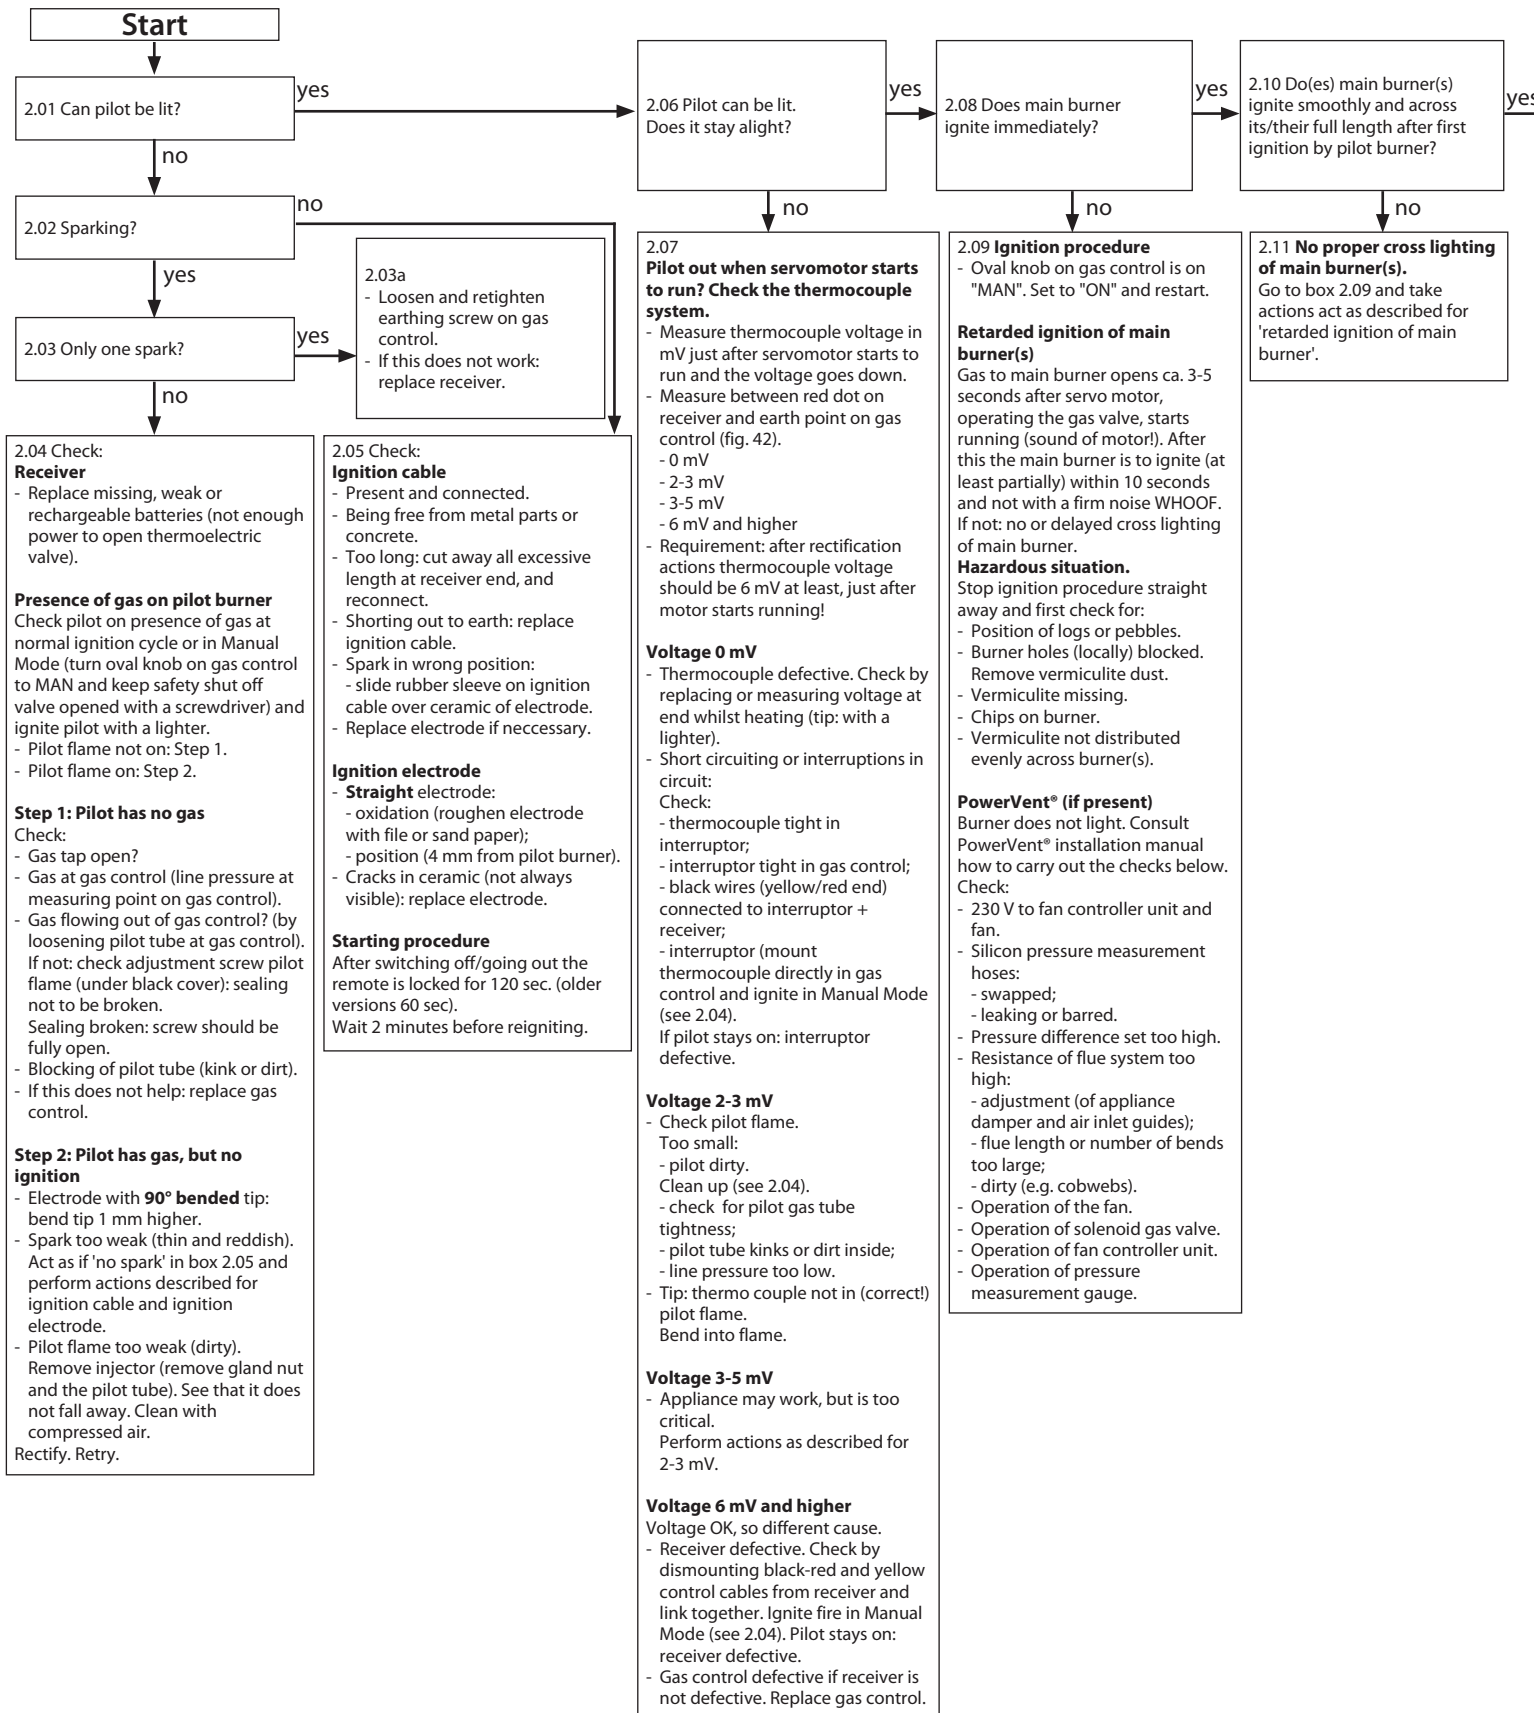 Start
2.01 Can pilot be lit?
yes
no
2.02 Sparking?
no
yes
2.03 Only one spark?
yes
no
2.03a
- Loosen and retighten
earthing screw on gas
control.
- If this does not work:
replace receiver.
2.04 Check:
Receiver
- Replace missing, weak or
rechargeable batteries (not enough
power to open thermoelectric
valve).
Presence of gas on pilot burner
Check pilot on presence of gas at
normal ignition cycle or in Manual
Mode (turn oval knob on gas control
to MAN and keep safety shut off
valve opened with a screwdriver) and
ignite pilot with a lighter.
- Pilot flame not on: Step 1.
- Pilot flame on: Step 2.
Step 1: Pilot has no gas
Check:
- Gas tap open?
- Gas at gas control (line pressure at
measuring point on gas control).
- Gas flowing out of gas control? (by
loosening pilot tube at gas control).
If not: check adjustment screw pilot
flame (under black cover): sealing
not to be broken.
Sealing broken: screw should be
fully open.
- Blocking of pilot tube (kink or dirt).
- If this does not help: replace gas
control.
Step 2: Pilot has gas, but no
ignition
- Electrode with 90° bended tip:
bend tip 1 mm higher.
- Spark too weak (thin and reddish).
Act as if 'no spark' in box 2.05 and
perform actions described for
ignition cable and ignition
electrode.
- Pilot flame too weak (dirty).
Remove injector (remove gland nut
and the pilot tube). See that it does
not fall away. Clean with
compressed air.
Rectify. Retry.
2.05 Check:
Ignition cable
- Present and connected.
- Being free from metal parts or
concrete.
- Too long: cut away all excessive
length at receiver end, and
reconnect.
- Shorting out to earth: replace
ignition cable.
- Spark in wrong position:
- slide rubber sleeve on ignition
cable over ceramic of electrode.
- Replace electrode if neccessary.
Ignition electrode
- Straight electrode:
- oxidation (roughen electrode
with file or sand paper);
- position (4 mm from pilot burner).
- Cracks in ceramic (not always
visible): replace electrode.
Starting procedure
After switching off/going out the
remote is locked for 120 sec. (older
versions 60 sec).
Wait 2 minutes before reigniting.
2.06 Pilot can be lit.
Does it stay alight?
yes
no
2.07
Pilot out when servomotor starts
to run? Check the thermocouple
system.
- Measure thermocouple voltage in
mV just after servomotor starts to
run and the voltage goes down.
- Measure between red dot on
receiver and earth point on gas
control (fig. 42).
- 0 mV
- 2-3 mV
- 3-5 mV
- 6 mV and higher
- Requirement: after rectification
actions thermocouple voltage
should be 6 mV at least, just after
motor starts running!
Voltage 0 mV
- Thermocouple defective. Check by
replacing or measuring voltage at
end whilst heating (tip: with a
lighter).
- Short circuiting or interruptions in
circuit:
Check:
- thermocouple tight in
interruptor;
- interruptor tight in gas control;
- black wires (yellow/red end)
connected to interruptor +
receiver;
- interruptor (mount
thermocouple directly in gas
control and ignite in Manual Mode
(see 2.04).
If pilot stays on: interruptor
defective.
Voltage 2-3 mV
- Check pilot flame.
Too small:
- pilot dirty.
Clean up (see 2.04).
- check for pilot gas tube
tightness;
- pilot tube kinks or dirt inside;
- line pressure too low.
- Tip: thermo couple not in (correct!)
pilot flame.
Bend into flame.
Voltage 3-5 mV
- Appliance may work, but is too
critical.
Perform actions as described for
2-3 mV.
Voltage 6 mV and higher
Voltage OK, so different cause.
- Receiver defective. Check by
dismounting black-red and yellow
control cables from receiver and
link together. Ignite fire in Manual
Mode (see 2.04). Pilot stays on:
receiver defective.
- Gas control defective if receiver is
not defective. Replace gas control.
2.08 Does main burner
ignite immediately?
yes
no
2.09 Ignition procedure
- Oval knob on gas control is on
"MAN". Set to "ON" and restart.
Retarded ignition of main
burner(s)
Gas to main burner opens ca. 3-5
seconds after servo motor,
operating the gas valve, starts
running (sound of motor!). After
this the main burner is to ignite (at
least partially) within 10 seconds
and not with a firm noise WHOOF.
If not: no or delayed cross lighting
of main burner.
Hazardous situation.
Stop ignition procedure straight
away and first check for:
- Position of logs or pebbles.
- Burner holes (locally) blocked.
Remove vermiculite dust.
- Vermiculite missing.
- Chips on burner.
- Vermiculite not distributed
evenly across burner(s).
PowerVent® (if present)
Burner does not light. Consult
PowerVent® installation manual
how to carry out the checks below.
Check:
- 230 V to fan controller unit and
fan.
- Silicon pressure measurement
hoses:
- swapped;
- leaking or barred.
- Pressure difference set too high.
- Resistance of flue system too
high:
- adjustment (of appliance
damper and air inlet guides);
- flue length or number of bends
too large;
- dirty (e.g. cobwebs).
- Operation of the fan.
- Operation of solenoid gas valve.
- Operation of fan controller unit.
- Operation of pressure
measurement gauge.
2.10 Do(es) main burner(s)
ignite smoothly and across
its/their full length after first
ignition by pilot burner?
yes
no
2.11 No proper cross lighting
of main burner(s).
Go to box 2.09 and take
actions act as described for
'retarded ignition of main
burner'.